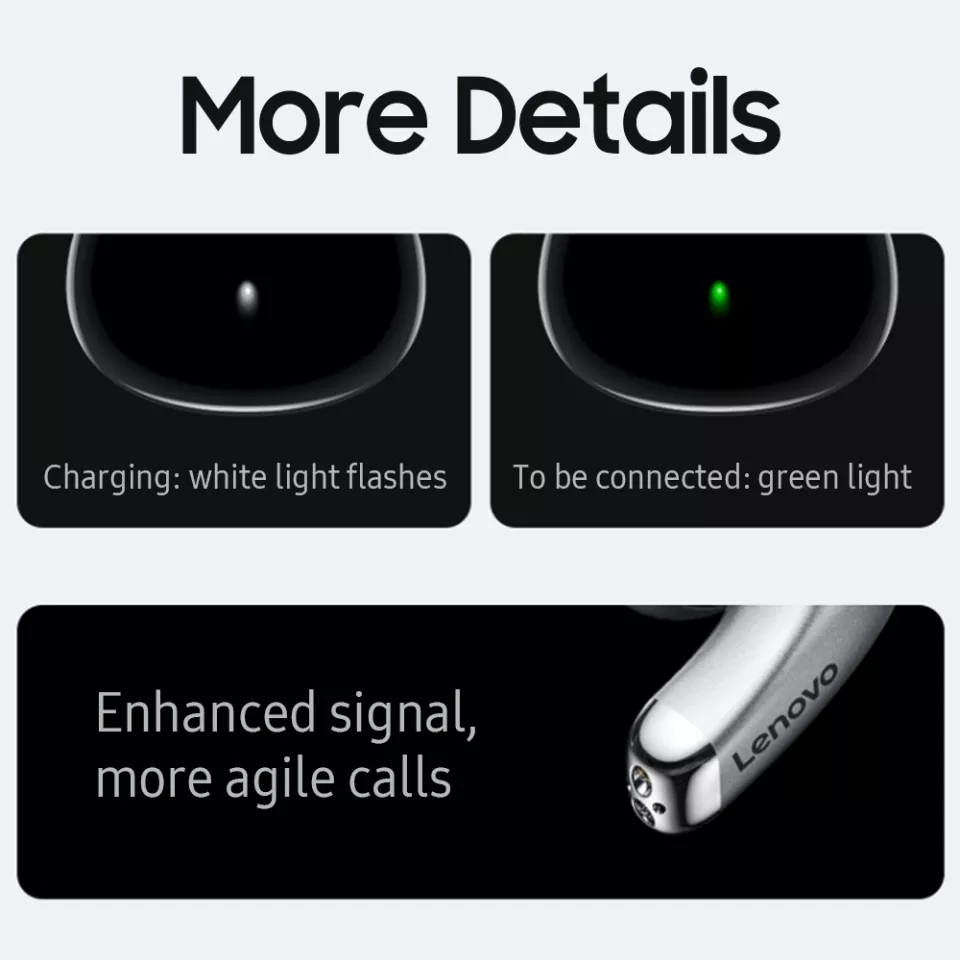 More Details
Charging: white light flashes
To be connected: green light
Enhanced signal,
more agile calls
Lenovo